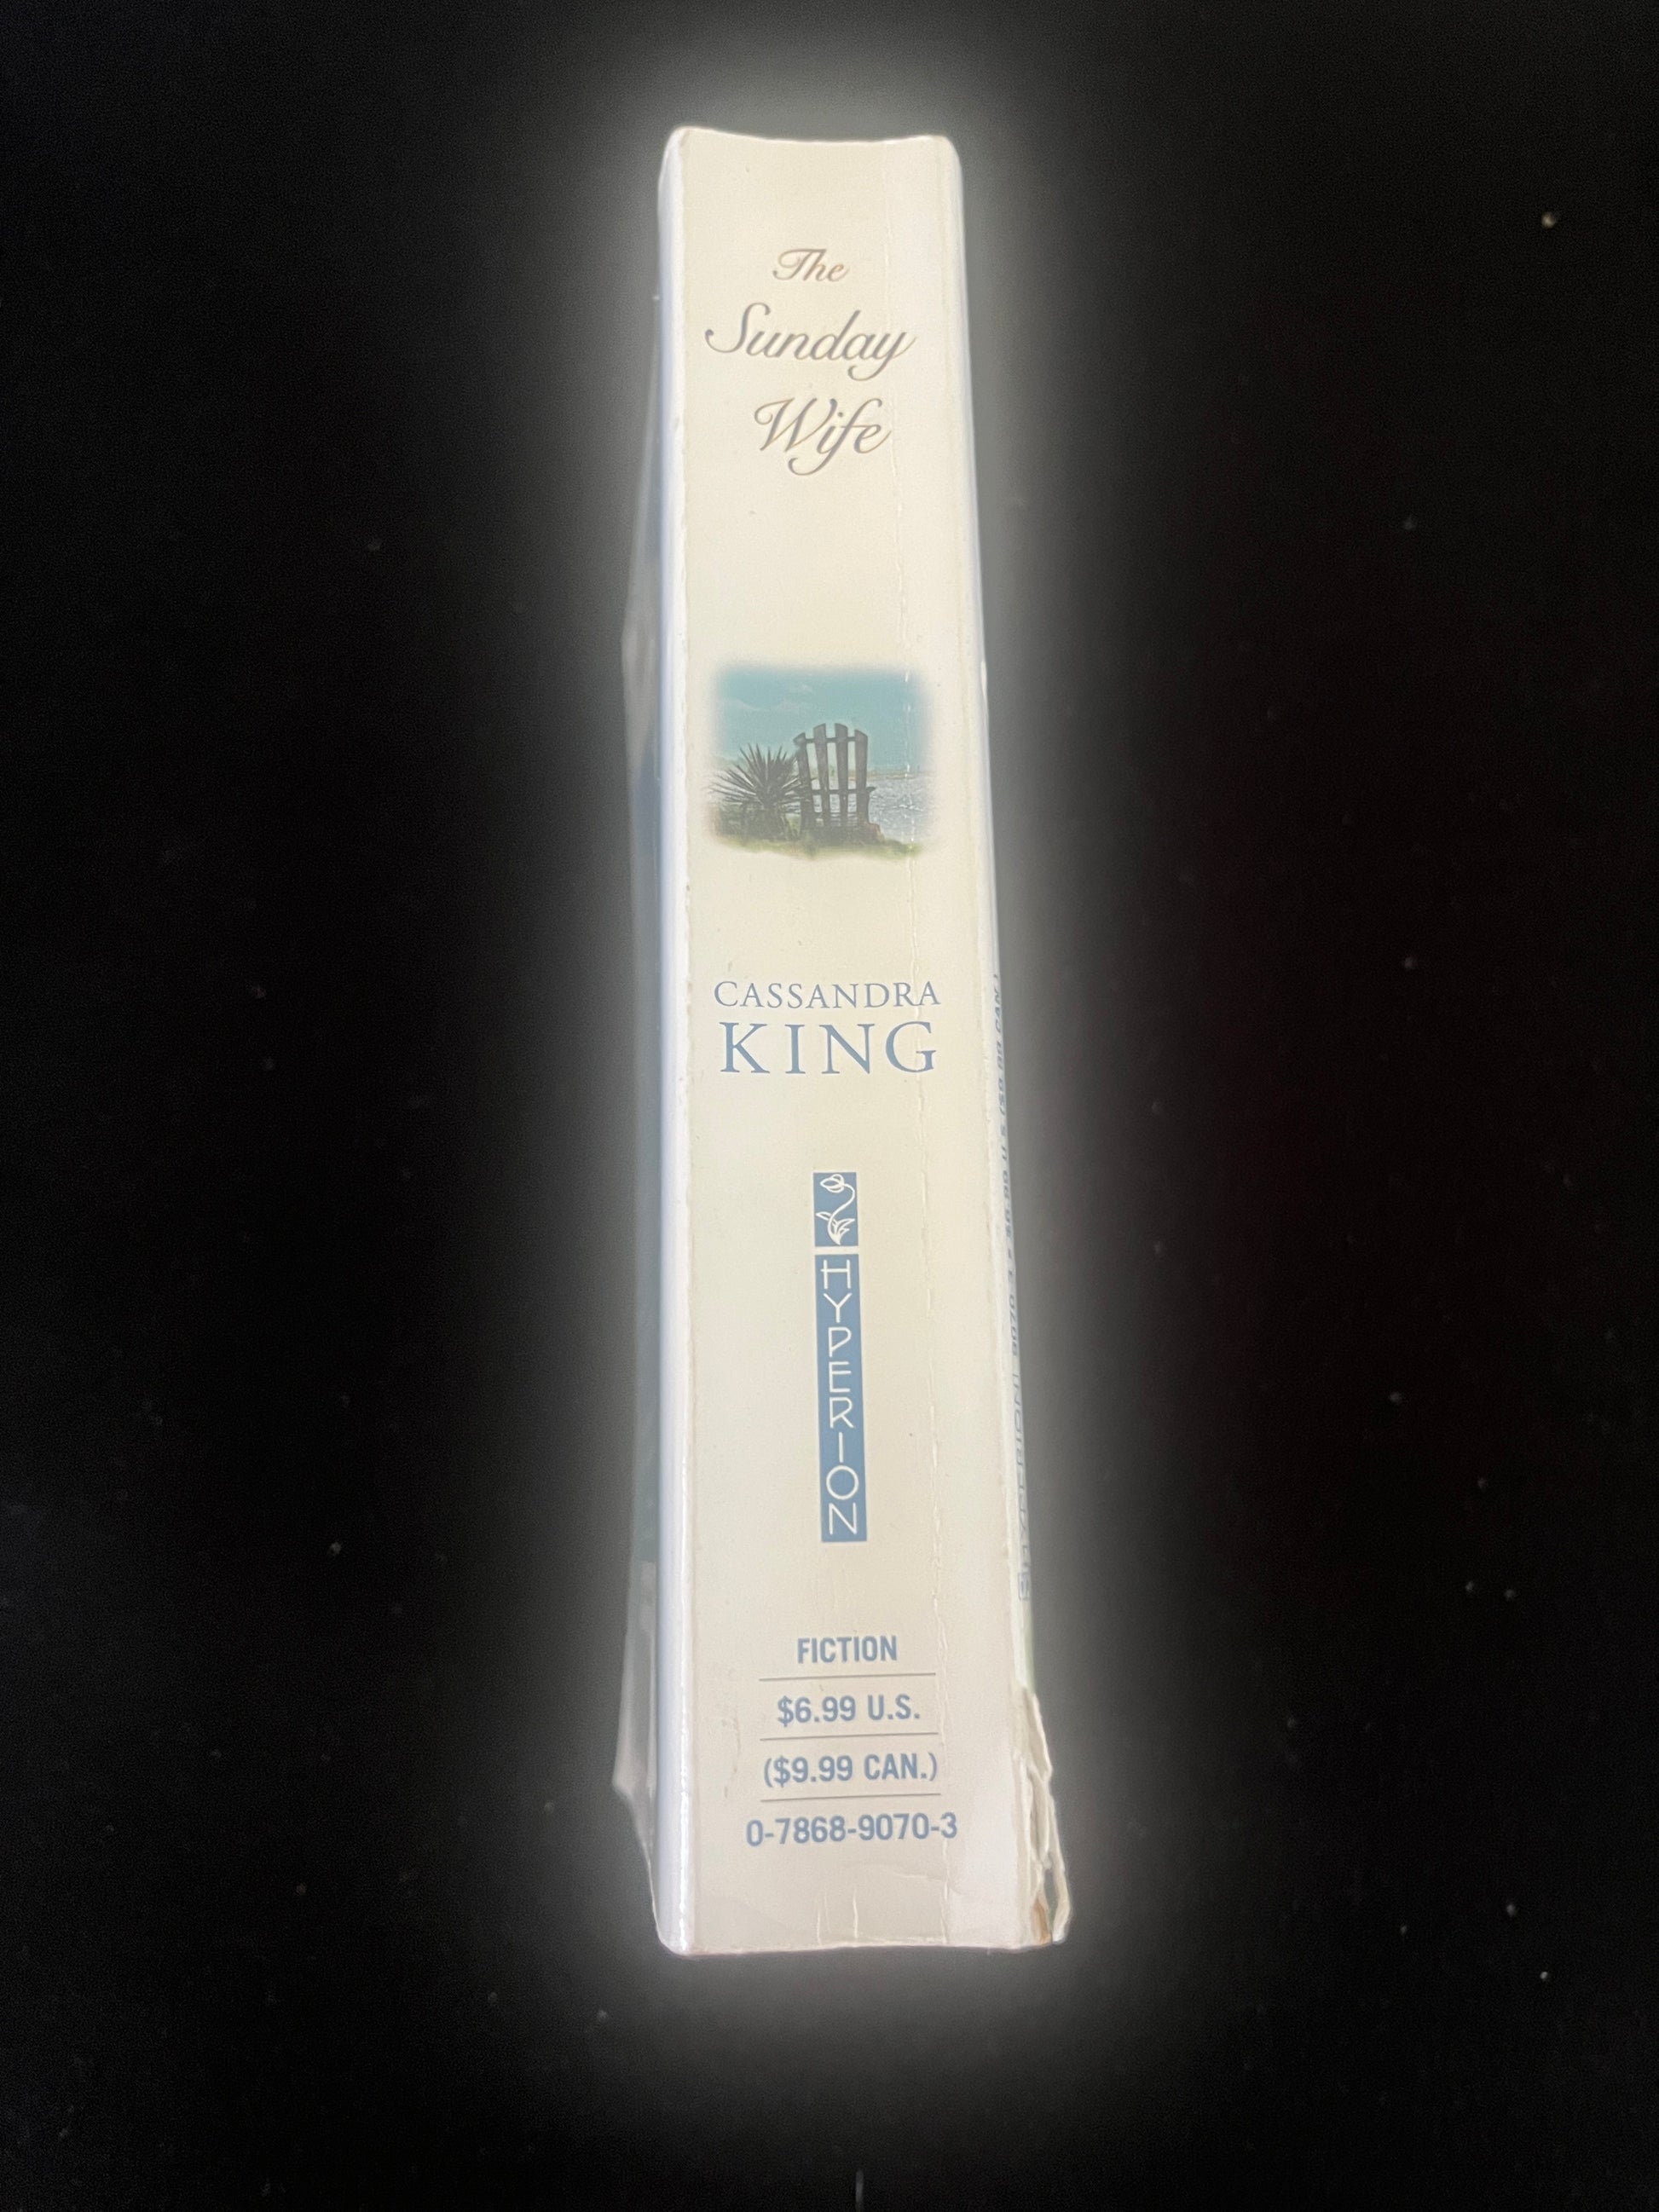 The
Sunday
Wife
CASSANDRA
KING
HYPERION
FICTION
$6.99 U.S.
($9.99 CAN.)
0-7868-9070-3